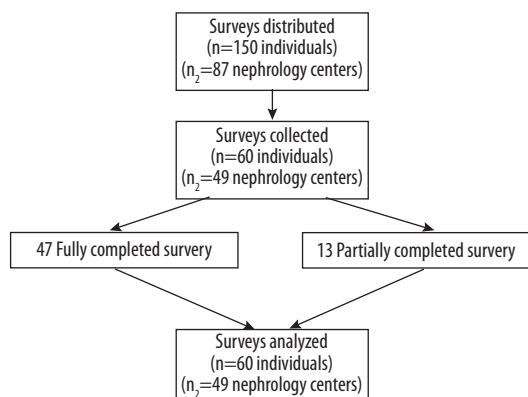 Surveys distributed
(n=150 individuals)
(n₂=87 nephrology centers)
Surveys collected
(n=60 individuals)
(n₂=49 nephrology centers)
47 Fully completed survery
13 Partially completed survery
Surveys analyzed
(n=60 individuals)
(n₂=49 nephrology centers)